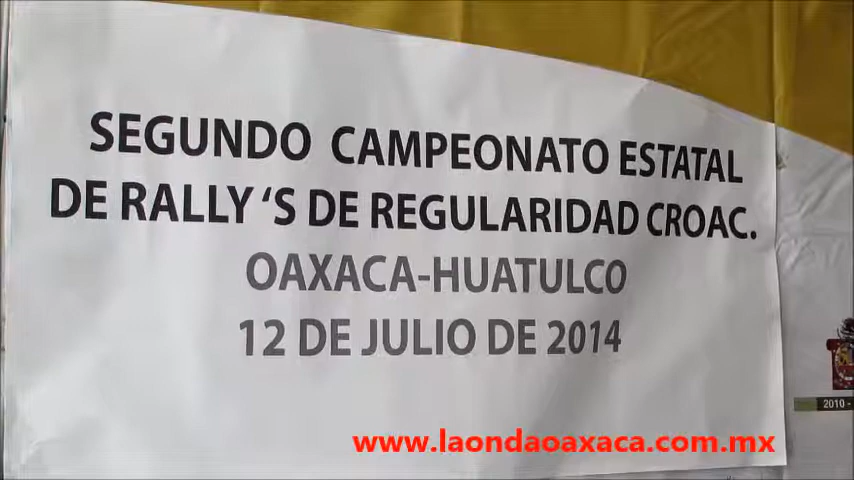 SEGUNDO CAMPEONATO ESTATAL
DE RALLY 'S DE REGULARIDAD CROAC.
OAXACA-HUATULCO
12 DE JULIO DE 2014
2010 -
www.laondaoaxaca.com.mx